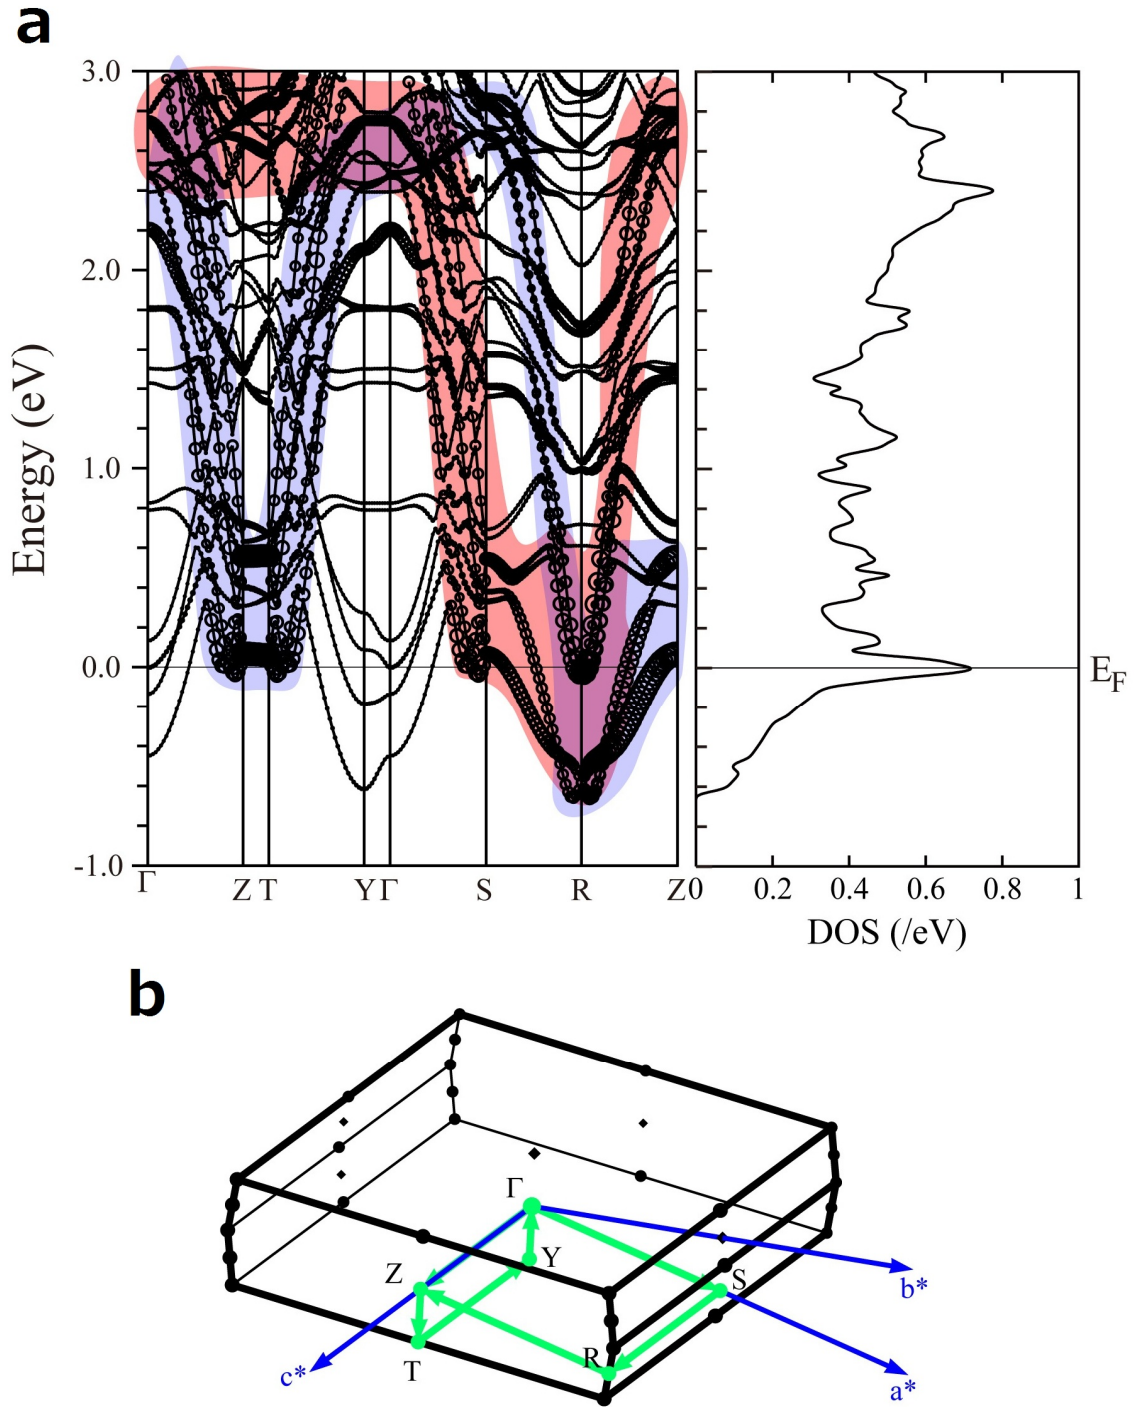 a
3.0
2.0
1.0
0.0
-1.0
Energy (eV)
Γ Z T Y Γ S R Z
0 0.2 0.4 0.6 0.8 1
DOS (/eV)
E_F
b
Γ
Y
Z
S
b*
R
c*
T
a*